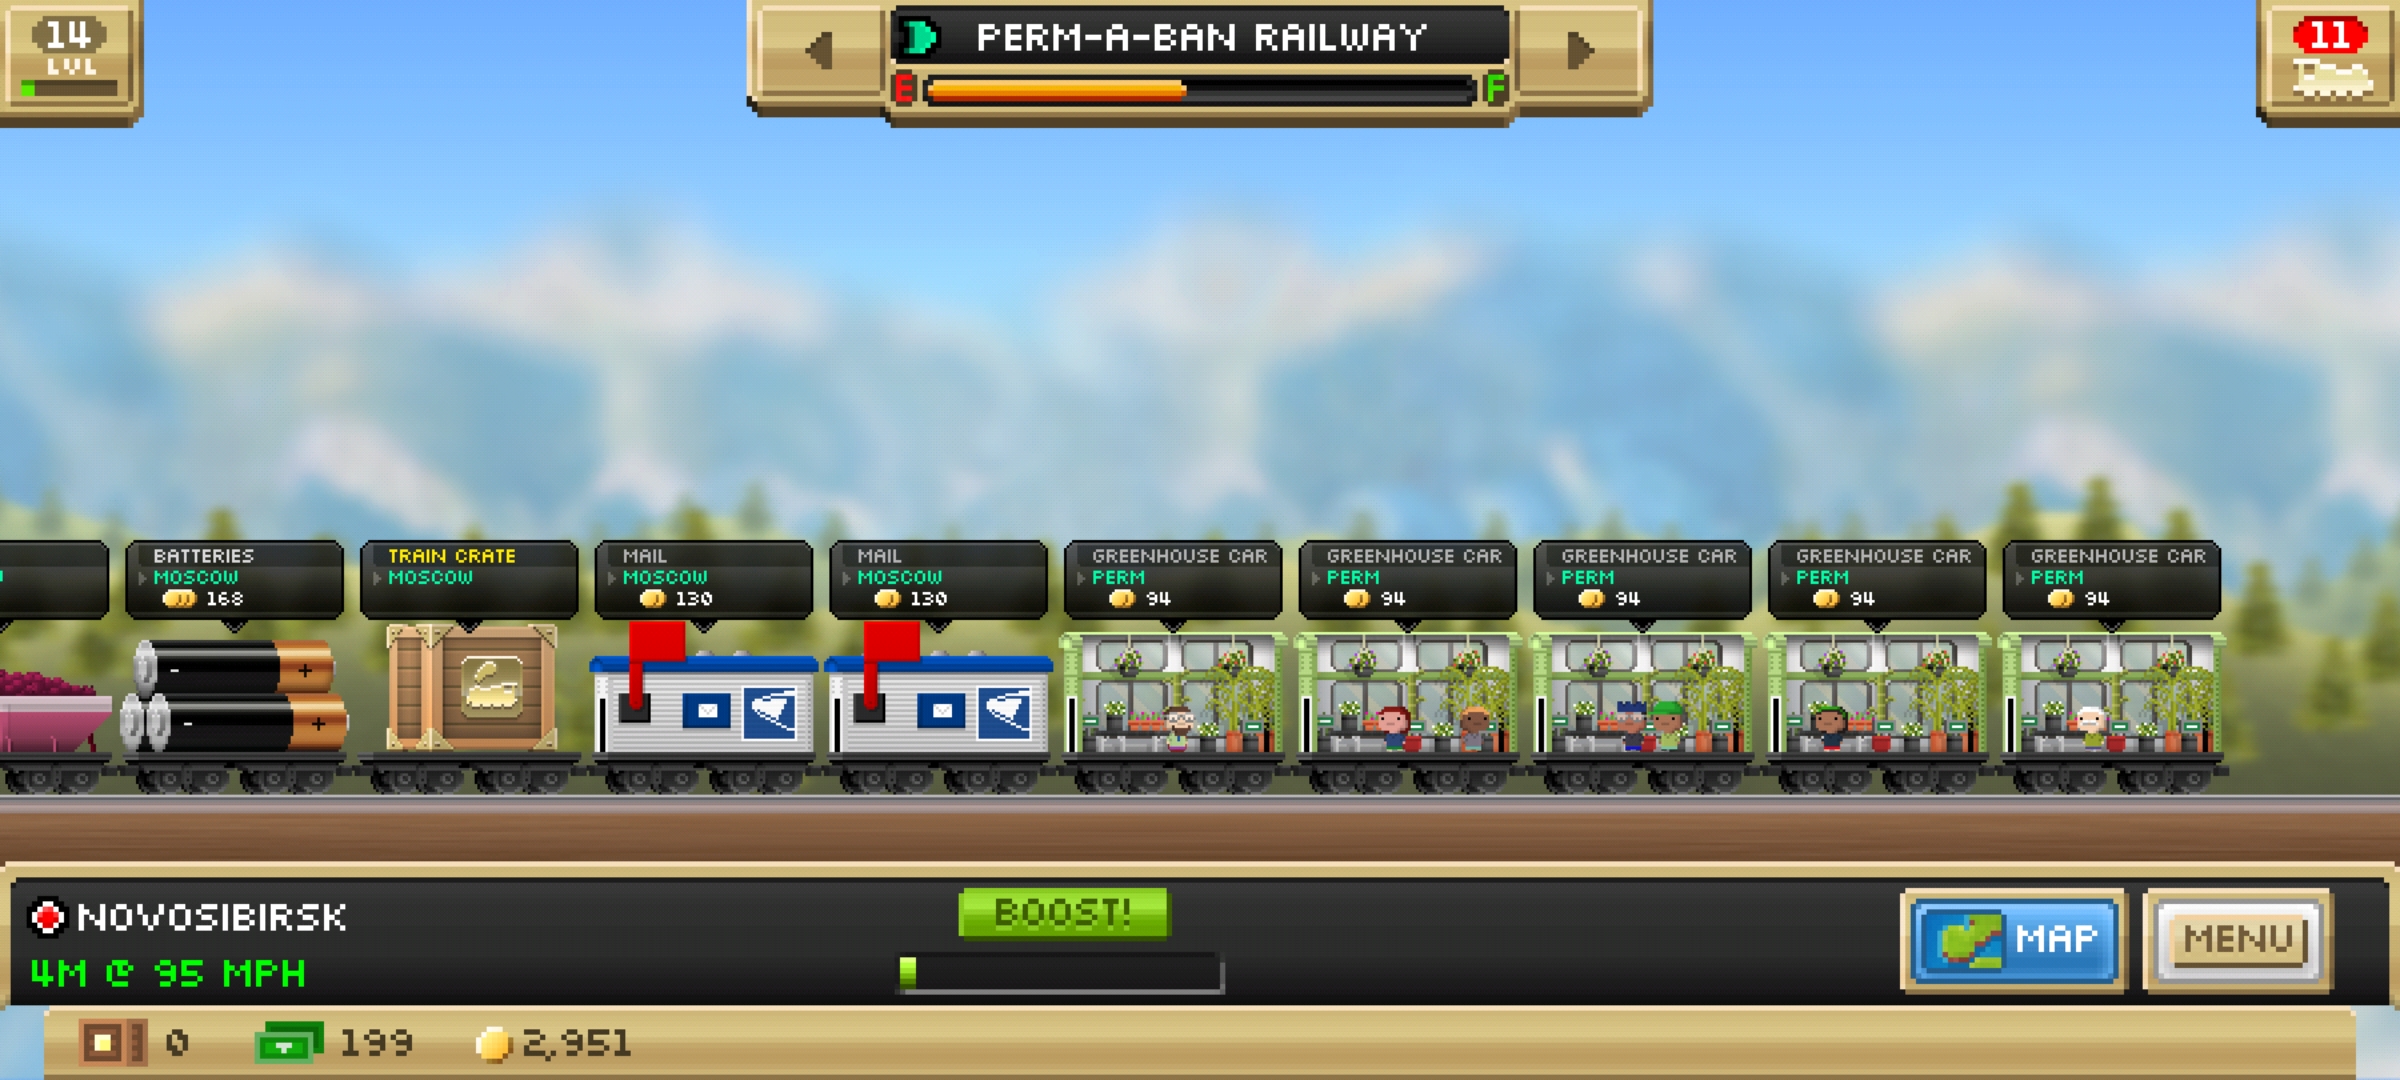 14
LVL
PERM-A-BAN RAILWAY
E
F
11
BATTERIES
MOSCOW
168
TRAIN CRATE
MOSCOW
MAIL
MOSCOW
130
MAIL
MOSCOW
130
GREENHOUSE CAR
PERM
94
GREENHOUSE CAR
PERM
94
GREENHOUSE CAR
PERM
94
GREENHOUSE CAR
PERM
94
GREENHOUSE CAR
PERM
94
NOVOSIBIRSK
4M @ 95 MPH
BOOST!
MAP
MENU
0
199
2,951